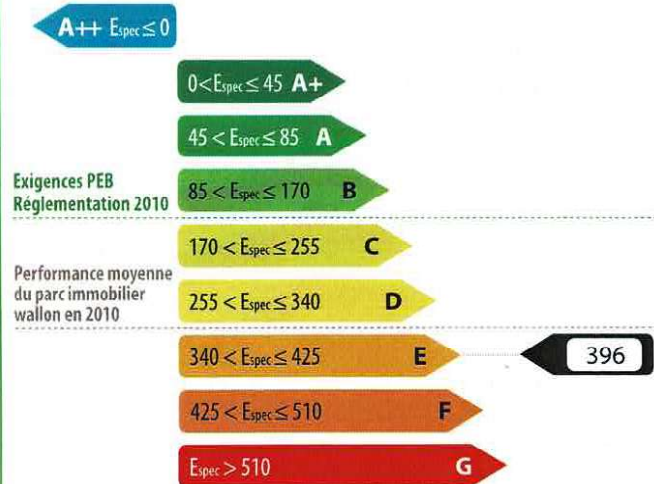 A++ Espec ≤ 0
0 < Espec ≤ 45 A+
45 < Espec ≤ 85 A
Exigences PEB
Réglementation 2010
85 < Espec ≤ 170 B
170 < Espec ≤ 255 C
Performance moyenne
du parc immobilier
wallon en 2010
255 < Espec ≤ 340 D
340 < Espec ≤ 425 E
396
425 < Espec ≤ 510 F
Espec > 510 G